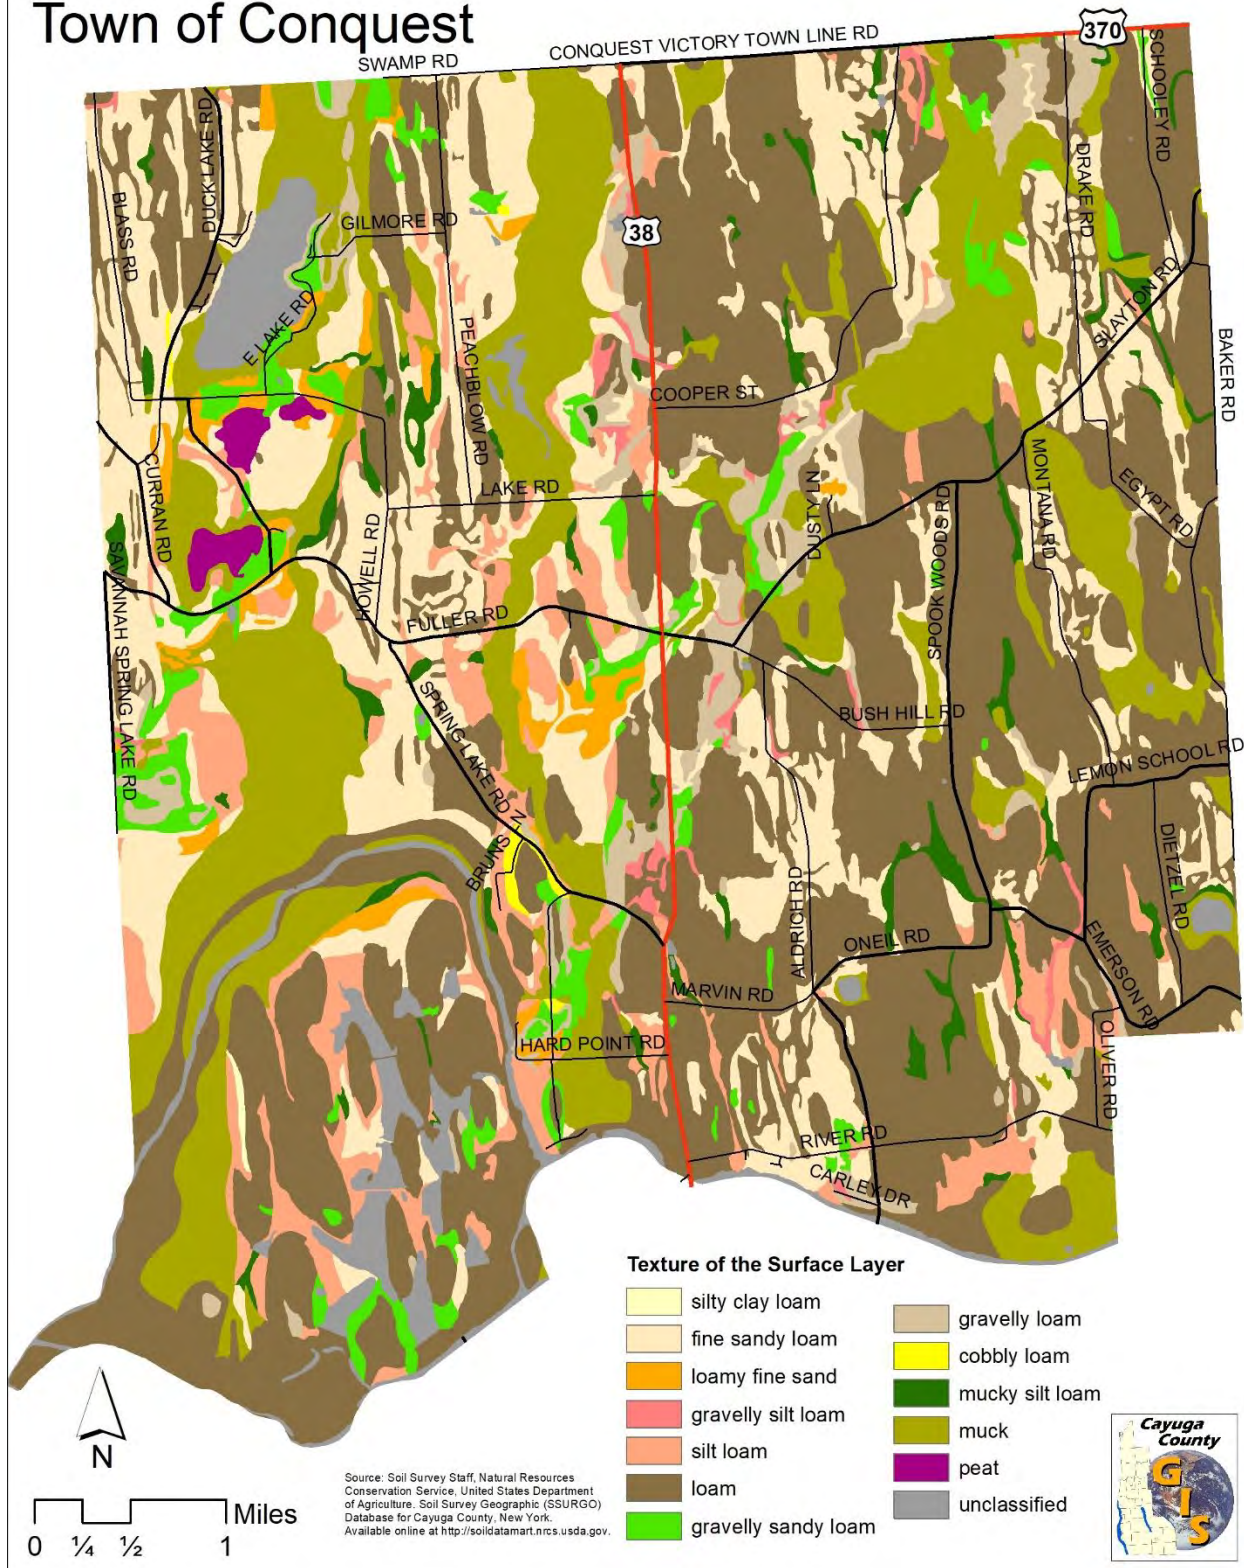 Town of Conquest
SWAMP RD
CONQUEST VICTORY TOWN LINE RD
370
SCHOOLEY RD
DUCK LAKE RD
BLASS RD
GILMORE RD
38
DRAKE RD
SLAYTON RD
E LAKE RD
PEACHBLOW RD
BAKER RD
COOPER ST
CURRAN RD
LAKE RD
DUSTY LN
SPOOK WOODS RD
MONTANA RD
EGYPT RD
SAVANNAH SPRING LAKE RD
HOWELL RD
FULLER RD
SPRING LAKE RD
BUSH HILL RD
LEMON SCHOOL RD
BRUNS LN
DIETZEL RD
ALDRICH RD
ONEIL RD
EMERSON RD
MARVIN RD
HARD POINT RD
OLIVER RD
RIVER RD
CARLEY DR
Texture of the Surface Layer
silty clay loam
fine sandy loam
loamy fine sand
gravelly silt loam
silt loam
loam
gravelly sandy loam
gravelly loam
cobbly loam
mucky silt loam
muck
peat
unclassified
N
Miles
0 ¼ ½ 1
Source: Soil Survey Staff, Natural Resources
Conservation Service, United States Department
of Agriculture. Soil Survey Geographic (SSURGO)
Database for Cayuga County, New York.
Available online at http://soildatamart.nrcs.usda.gov.
Cayuga
County
GIS